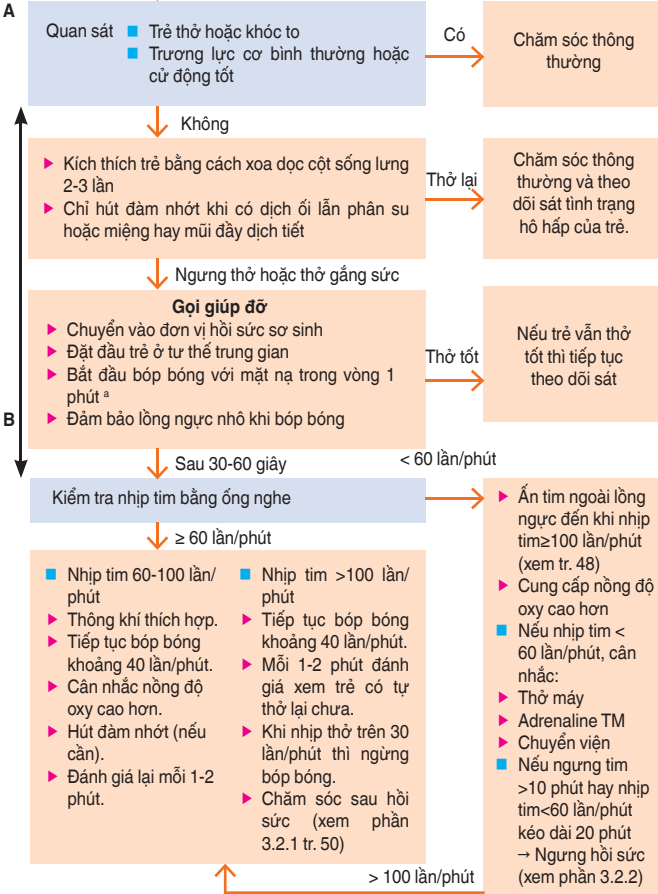 A
Quan sát
■ Trẻ thở hoặc khóc to
■ Trương lực cơ bình thường hoặc
cử động tốt
Có
Chăm sóc thông
thường
Không
▶ Kích thích trẻ bằng cách xoa dọc cột sống lưng
2-3 lần
▶ Chỉ hút đàm nhớt khi có dịch ối lẫn phân su
hoặc miệng hay mũi đầy dịch tiết
Thở lại
Chăm sóc thông
thường và theo
dõi sát tình trạng
hô hấp của trẻ.
Ngưng thở hoặc thở gắng sức
Gọi giúp đỡ
▶ Chuyển vào đơn vị hồi sức sơ sinh
▶ Đặt đầu trẻ ở tư thế trung gian
▶ Bắt đầu bóp bóng với mặt nạ trong vòng 1
phút ᵃ
▶ Đảm bảo lồng ngực nhô khi bóp bóng
Thở tốt
Nếu trẻ vẫn thở
tốt thì tiếp tục
theo dõi sát
B
Sau 30-60 giây
< 60 lần/phút
Kiểm tra nhịp tim bằng ống nghe
≥ 60 lần/phút
■ Nhịp tim 60-100 lần/
phút
▶ Thông khí thích hợp.
▶ Tiếp tục bóp bóng
khoảng 40 lần/phút.
▶ Cân nhắc nồng độ
oxy cao hơn.
▶ Hút đàm nhớt (nếu
cần).
▶ Đánh giá lại mỗi 1-2
phút.
■ Nhịp tim >100 lần/
phút
▶ Tiếp tục bóp bóng
khoảng 40 lần/phút.
▶ Mỗi 1-2 phút đánh
giá xem trẻ có tự
thở lại chưa.
▶ Khi nhịp thở trên 30
lần/phút thì ngừng
bóp bóng.
▶ Chăm sóc sau hồi
sức (xem phần
3.2.1 tr. 50)
▶ Ấn tim ngoài lồng
ngực đến khi nhịp
tim≥100 lần/phút
(xem tr. 48)
▶ Cung cấp nồng độ
oxy cao hơn
■ Nếu nhịp tim <
60 lần/phút, cân
nhắc:
▶ Thở máy
▶ Adrenaline TM
▶ Chuyển viện
■ Nếu ngưng tim
>10 phút hay nhịp
tim<60 lần/phút
kéo dài 20 phút
→ Ngưng hồi sức
(xem phần 3.2.2)
> 100 lần/phút